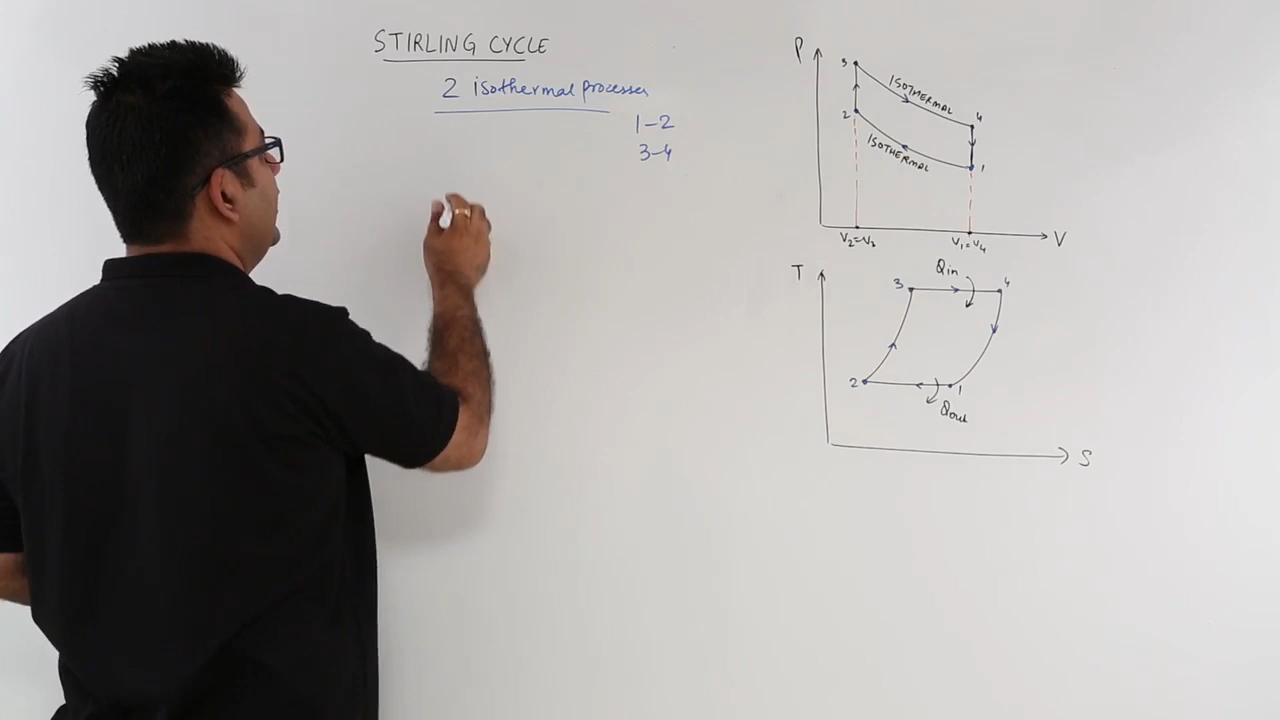 STIRLING CYCLE
2 isothermal processes
1-2
3-4
P
3
ISOTHERMAL
4
2
ISOTHERMAL
1
V2=V3
V1=V4
V
T
Qin
3
4
2
1
Qout
S